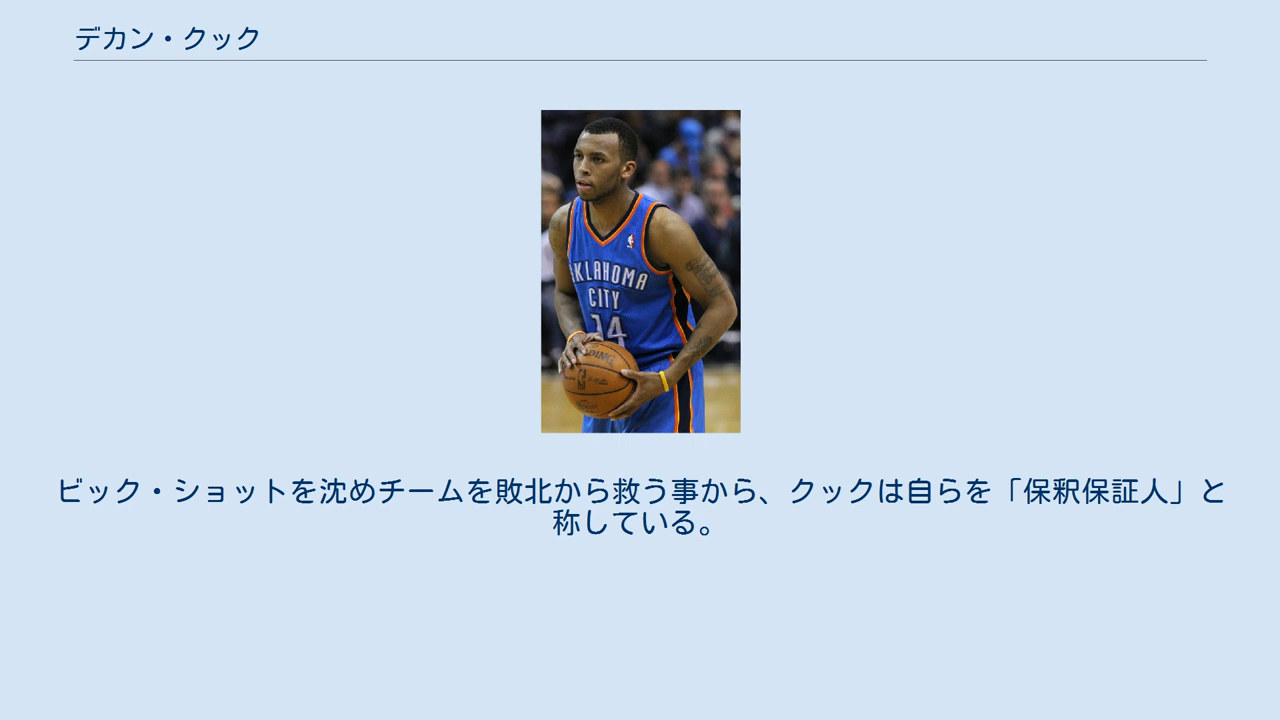 デカン・クック
OKLAHOMA
CITY
14
ビック・ショットを沈めチームを敗北から救う事から、クックは自らを「保釈保証人」と
称している。